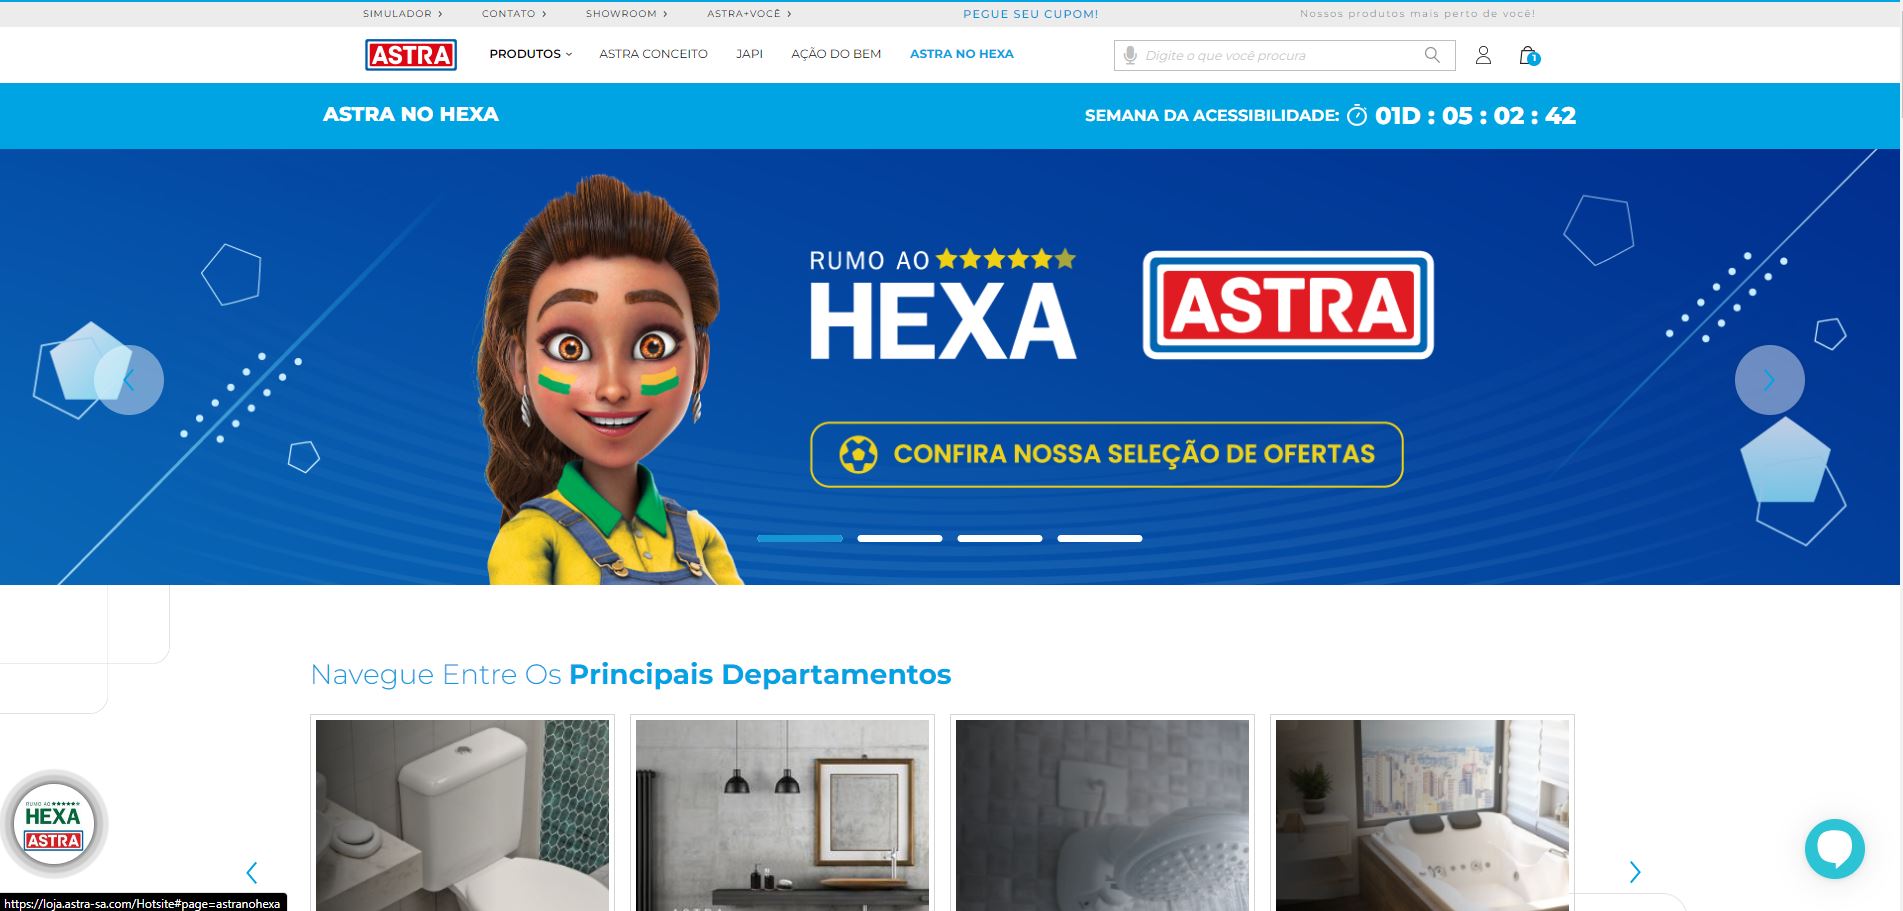 SIMULADOR >
CONTATO >
SHOWROOM >
ASTRA+VOCÊ >
PEGUE SEU CUPOM!
Nossos produtos mais perto de você!
ASTRA
PRODUTOS
ASTRA CONCEITO
JAPI
AÇÃO DO BEM
ASTRA NO HEXA
Digite o que você procura
1
ASTRA NO HEXA
SEMANA DA ACESSIBILIDADE: 01D : 05 : 02 : 42
RUMO AO
HEXA
ASTRA
CONFIRA NOSSA SELEÇÃO DE OFERTAS
Navegue Entre Os Principais Departamentos
RUMO AO
HEXA
ASTRA
https://loja.astra-sa.com/Hotsite#page=astranohexa